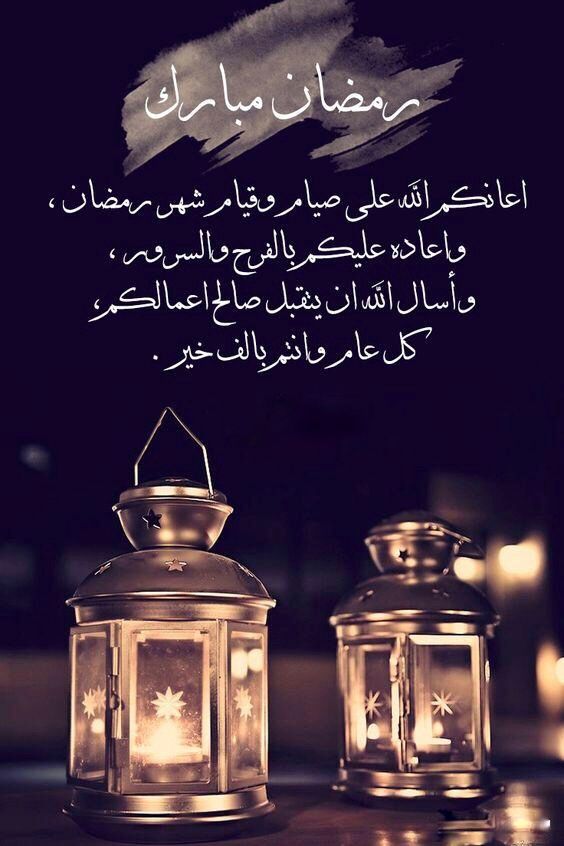 رمضان مبارك
اعانكم الله على صيام وقيام شهر رمضان ،
واعاده عليكم بالفرح والسرور ،
وأسال الله ان يتقبل صالح اعمالكم،
كل عام وانتم بالف خير .